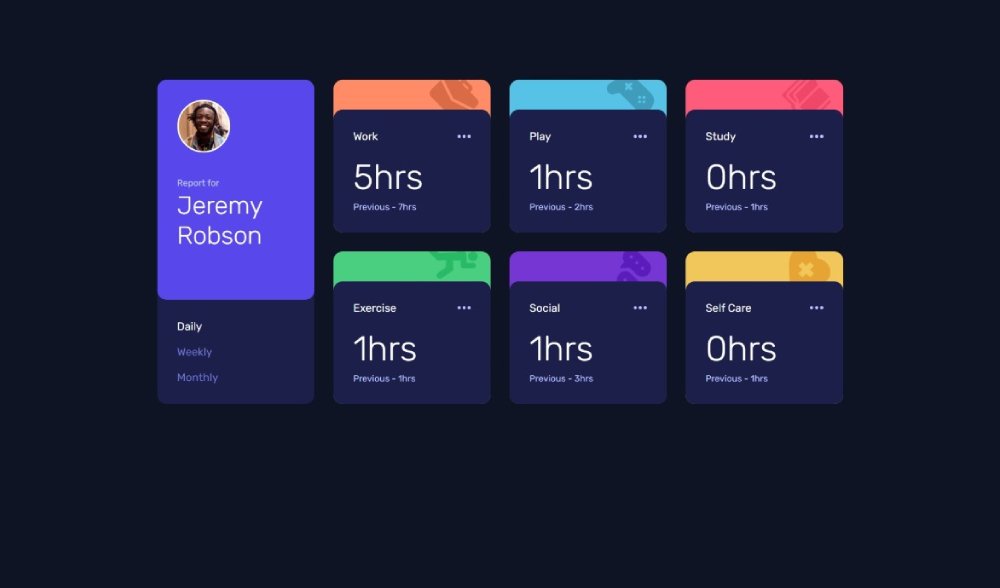 Report for
Jeremy
Robson
Daily
Weekly
Monthly
Work
5hrs
Previous - 7hrs
Play
1hrs
Previous - 2hrs
Study
0hrs
Previous - 1hrs
Exercise
1hrs
Previous - 1hrs
Social
1hrs
Previous - 3hrs
Self Care
0hrs
Previous - 1hrs